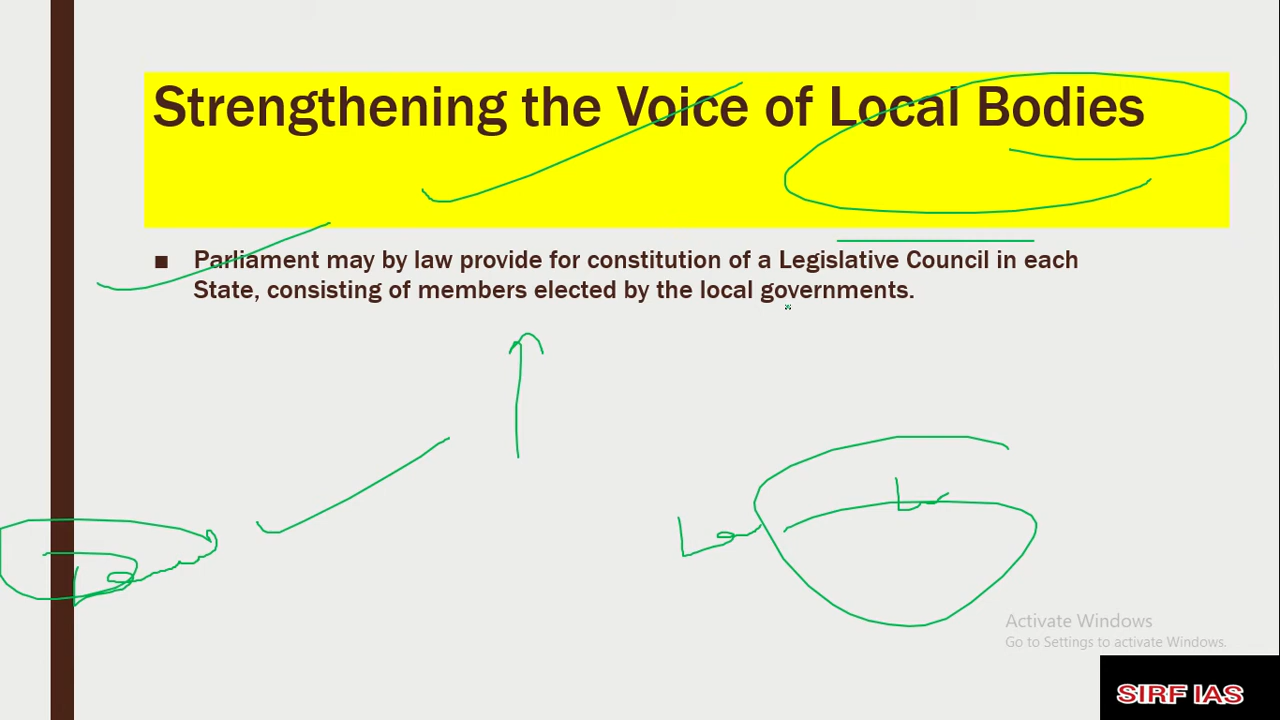 Strengthening the Voice of Local Bodies
Parliament may by law provide for constitution of a Legislative Council in each
State, consisting of members elected by the local governments.
Activate Windows
Go to Settings to activate Windows.
SIRF IAS